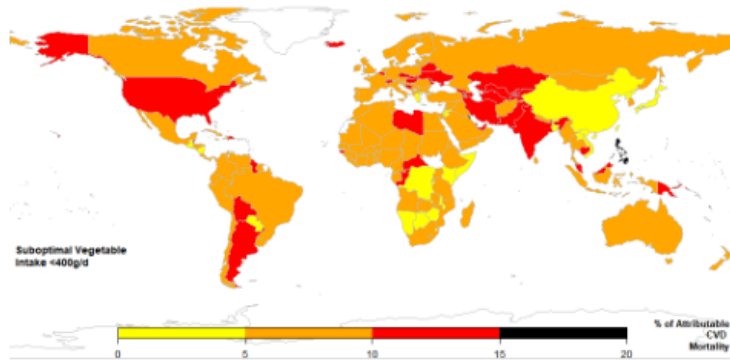 Suboptimal Vegetable
Intake <400g/d
% of Attributable
CVD
Mortality
0 5 10 15 20